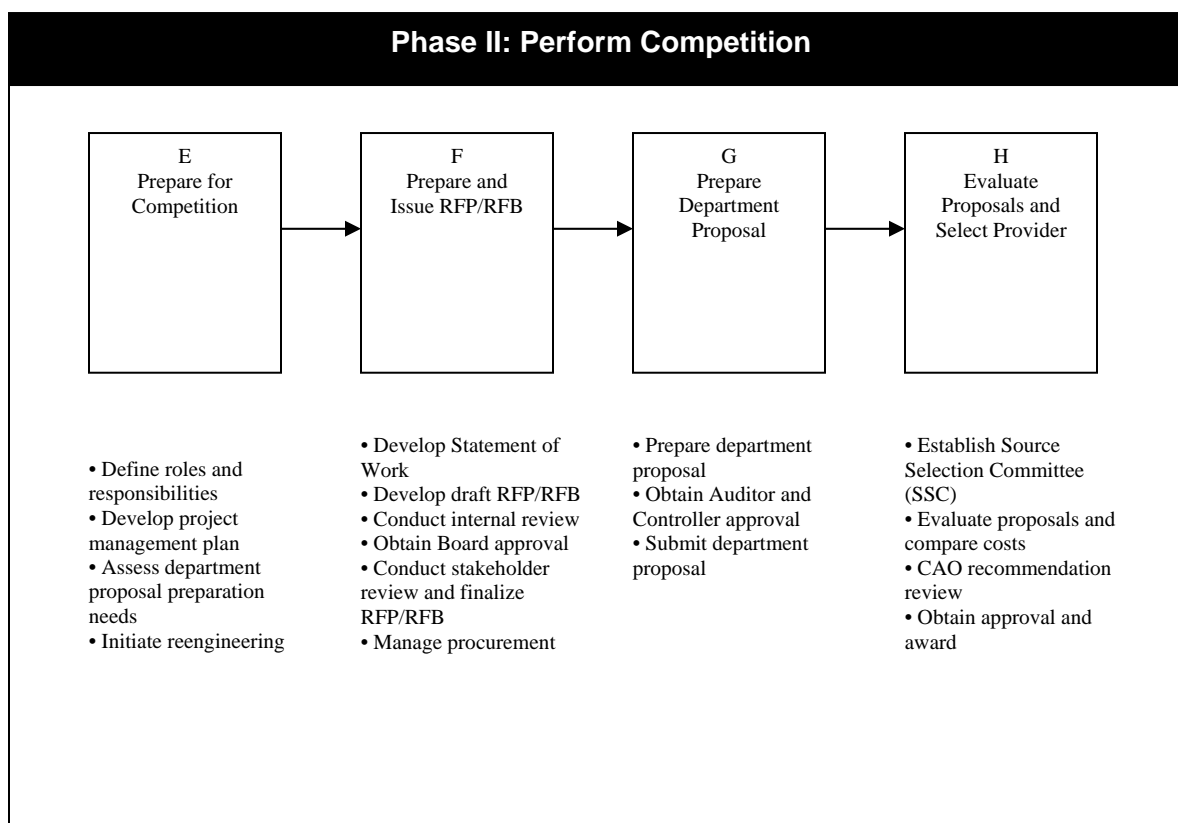 Phase II: Perform Competition
E
Prepare for
Competition
F
Prepare and
Issue RFP/RFB
G
Prepare
Department
Proposal
H
Evaluate
Proposals and
Select Provider
• Define roles and
responsibilities
• Develop project
management plan
• Assess department
proposal preparation
needs
• Initiate reengineering
• Develop Statement of
Work
• Develop draft RFP/RFB
• Conduct internal review
• Obtain Board approval
• Conduct stakeholder
review and finalize
RFP/RFB
• Manage procurement
• Prepare department
proposal
• Obtain Auditor and
Controller approval
• Submit department
proposal
• Establish Source
Selection Committee
(SSC)
• Evaluate proposals and
compare costs
• CAO recommendation
review
• Obtain approval and
award